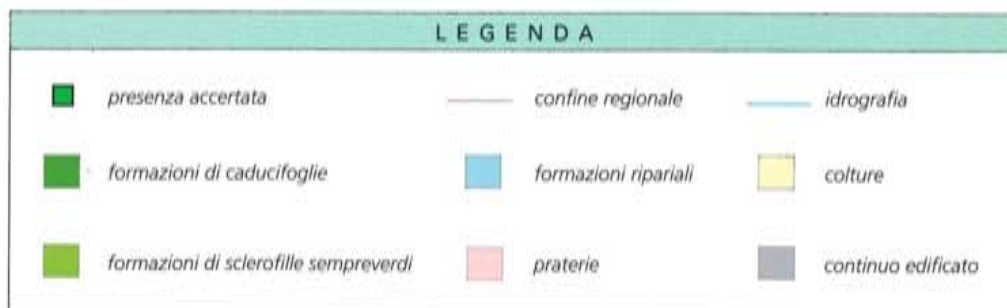 LEGENDA
presenza accertata
confine regionale
idrografia
formazioni di caducifoglie
formazioni ripariali
colture
formazioni di sclerofille sempreverdi
praterie
continuo edificato